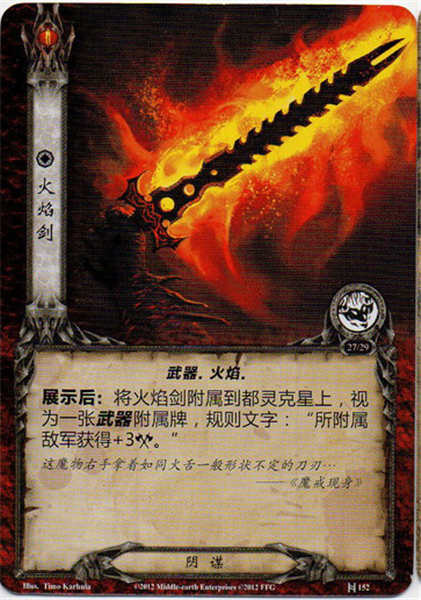 火焰剑
27/29
武器. 火焰.
展示后：将火焰剑附属到都灵克星上，视
为一张武器附属牌，规则文字：“所附属
敌军获得+3。”
这魔物右手拿着如同火舌一般形状不定的刀刃…
——《魔戒现身》
阴谋
Illus. Timo Karhula ©2012 Middle-earth Enterprises ©2012 FFG 152